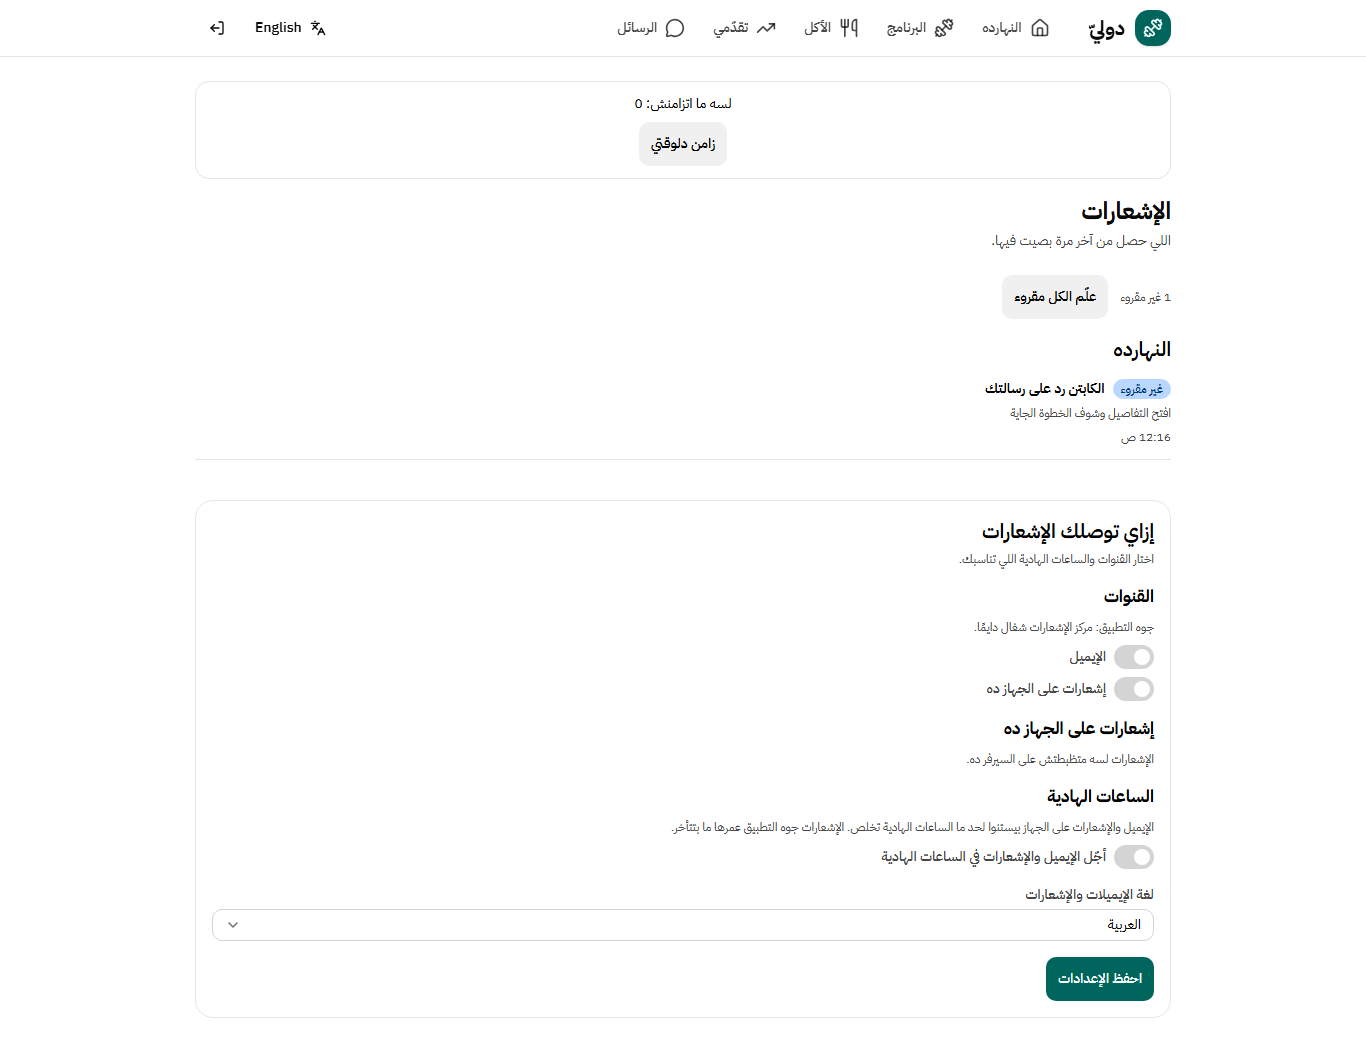 دوليّ
النهارده
البرنامج
الأكل
تقدّمي
الرسائل
English
لسه ما اتزامنش: 0
زامن دلوقتي
الإشعارات
اللي حصل من آخر مرة بصيت فيها.
1 غير مقروء
علّم الكل مقروء
النهارده
غير مقروء
الكابتن رد على رسالتك
افتح التفاصيل وشوف الخطوة الجاية
12:16 ص
إزاي توصلك الإشعارات
اختار القنوات والساعات الهادية اللي تناسبك.
القنوات
جوه التطبيق: مركز الإشعارات شغال دايمًا.
الإيميل
إشعارات على الجهاز ده
إشعارات على الجهاز ده
الإشعارات لسه متظبطتش على السيرفر ده.
الساعات الهادية
الإيميل والإشعارات على الجهاز بيستنوا لحد ما الساعات الهادية تخلص. الإشعارات جوه التطبيق عمرها ما بتتأخر.
أجّل الإيميل والإشعارات في الساعات الهادية
لغة الإيميلات والإشعارات
العربية
احفظ الإعدادات